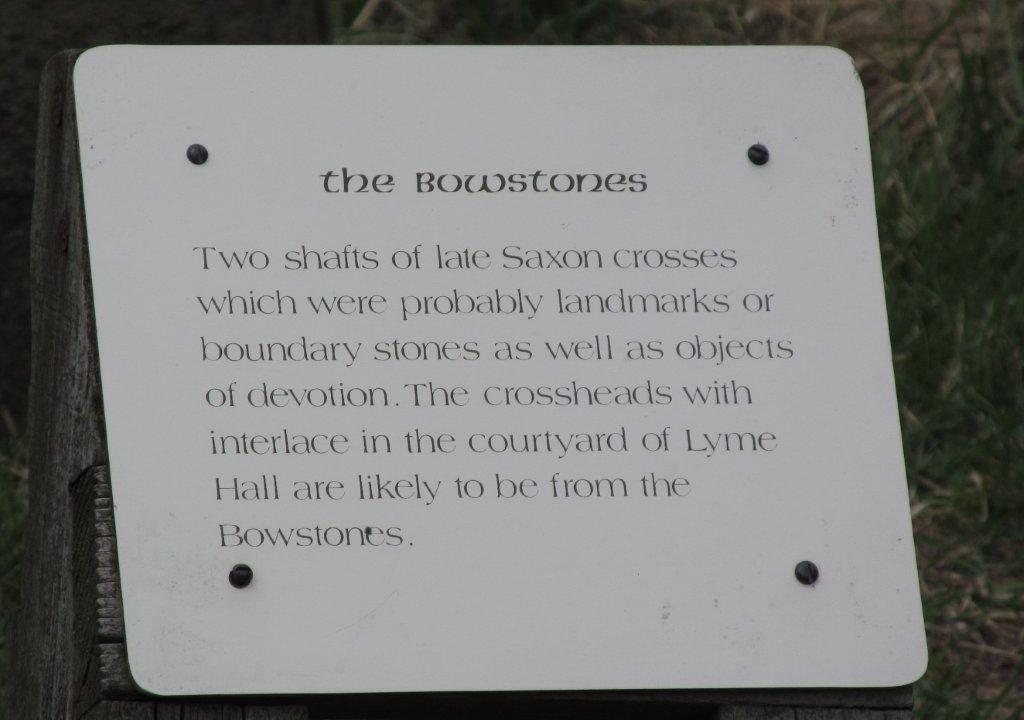 the Bowstones
Two shafts of late Saxon crosses
which were probably landmarks or
boundary stones as well as objects
of devotion. The crossheads with
interlace in the courtyard of Lyme
Hall are likely to be from the
Bowstones.